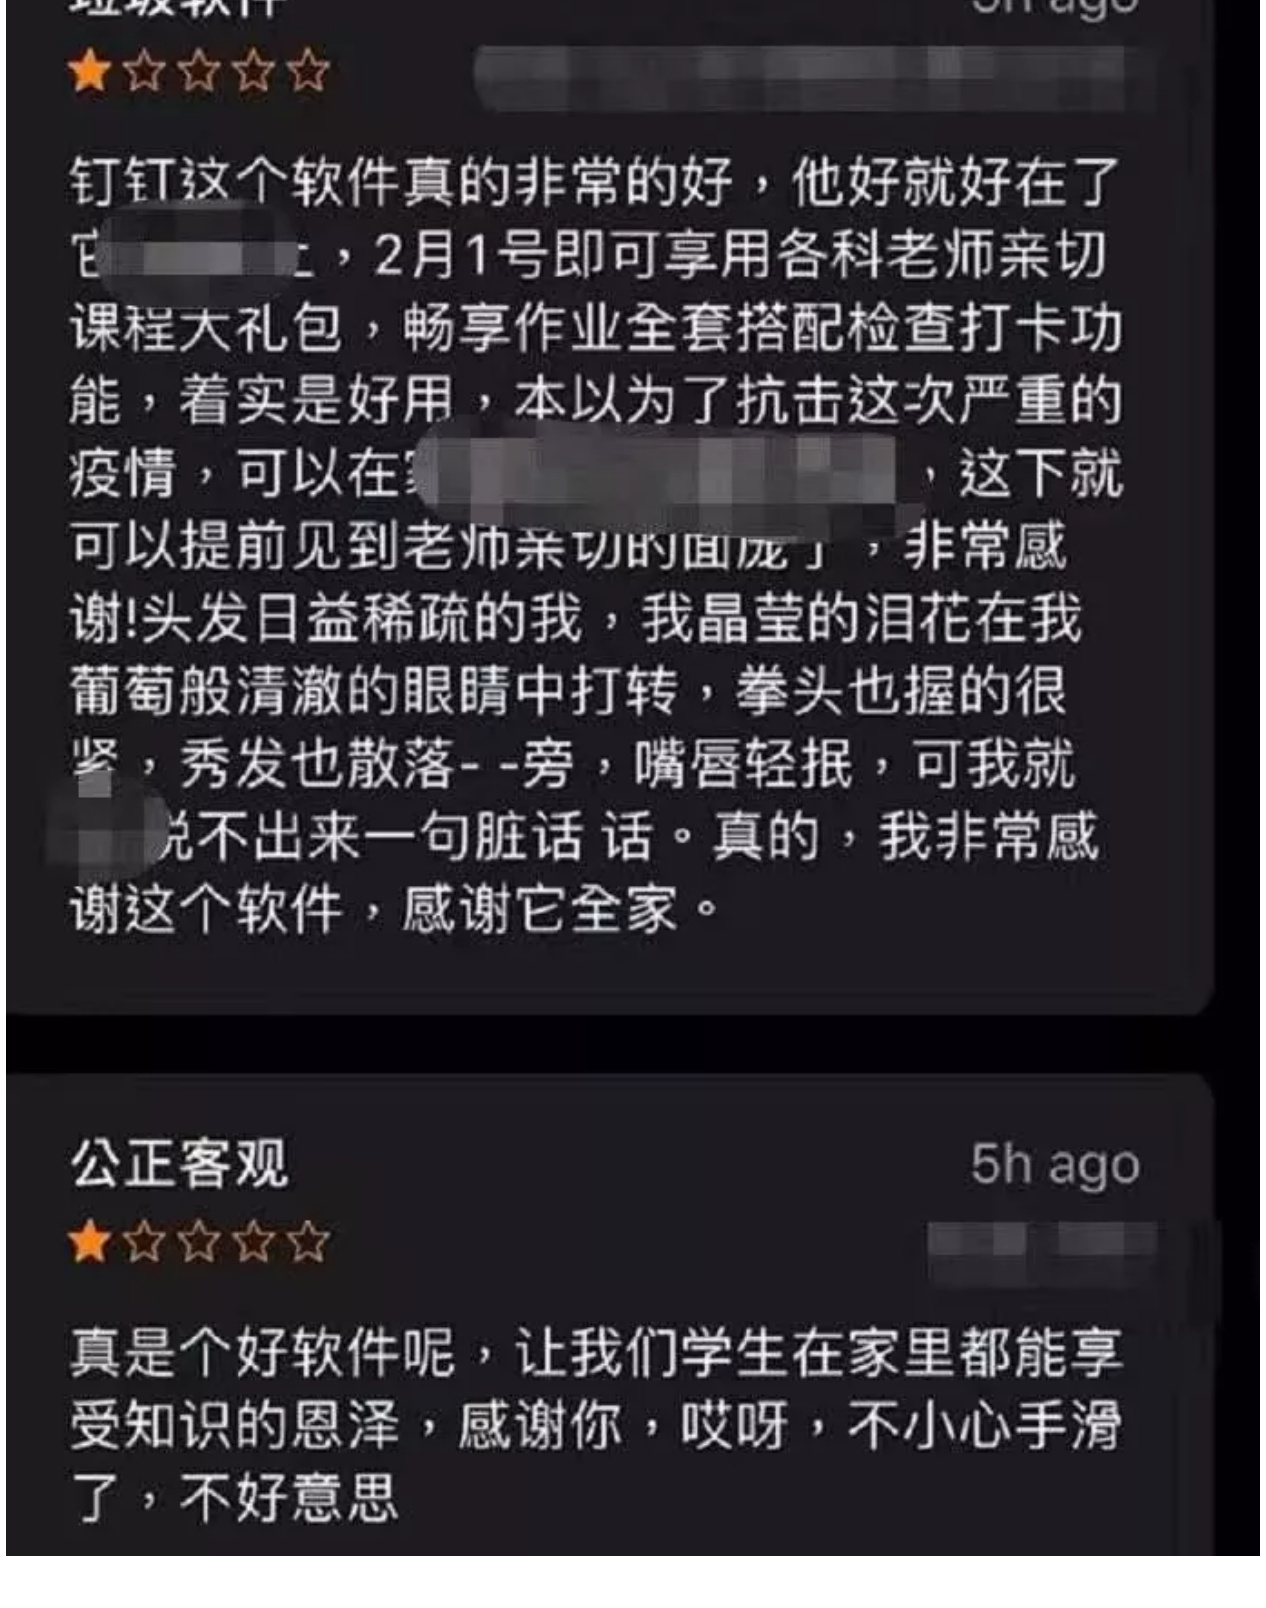 垃圾软件
5h ago
钉钉这个软件真的非常的好，他好就好在了
它，2月1号即可享用各科老师亲切
课程大礼包，畅享作业全套搭配检查打卡功
能，着实是好用，本以为了抗击这次严重的
疫情，可以在，这下就
可以提前见到老师亲切的面庞了，非常感
谢!头发日益稀疏的我，我晶莹的泪花在我
葡萄般清澈的眼睛中打转，拳头也握的很
紧，秀发也散落- -旁，嘴唇轻抿，可我就
说不出来一句脏话 话。真的，我非常感
谢这个软件，感谢它全家。
公正客观
5h ago
真是个好软件呢，让我们学生在家里都能享
受知识的恩泽，感谢你，哎呀，不小心手滑
了，不好意思